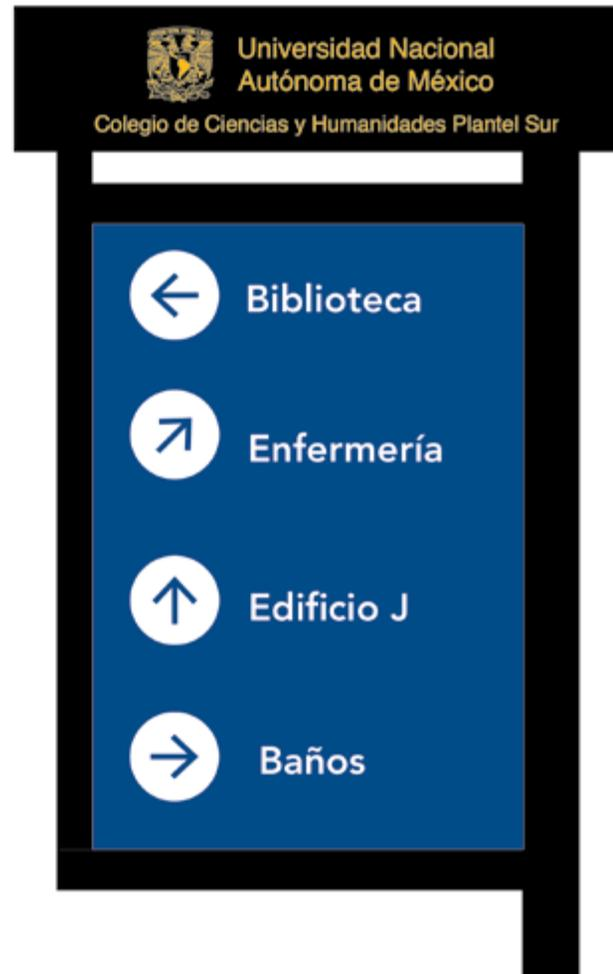 Universidad Nacional
Autónoma de México
Colegio de Ciencias y Humanidades Plantel Sur
Biblioteca
Enfermería
Edificio J
Baños